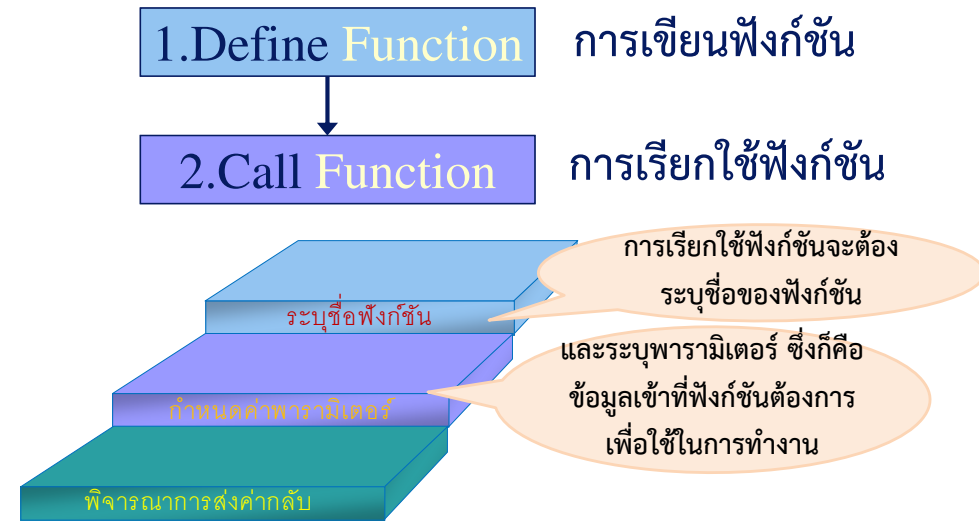 1.Define Function
การเขียนฟังก์ชัน
2.Call Function
การเรียกใช้ฟังก์ชัน
การเรียกใช้ฟังก์ชันจะต้อง
ระบุชื่อของฟังก์ชัน
ระบุชื่อฟังก์ชัน
และระบุพารามิเตอร์ ซึ่งก็คือ
ข้อมูลเข้าที่ฟังก์ชันต้องการ
เพื่อใช้ในการทำงาน
กำหนดค่าพารามิเตอร์
พิจารณาการส่งค่ากลับ